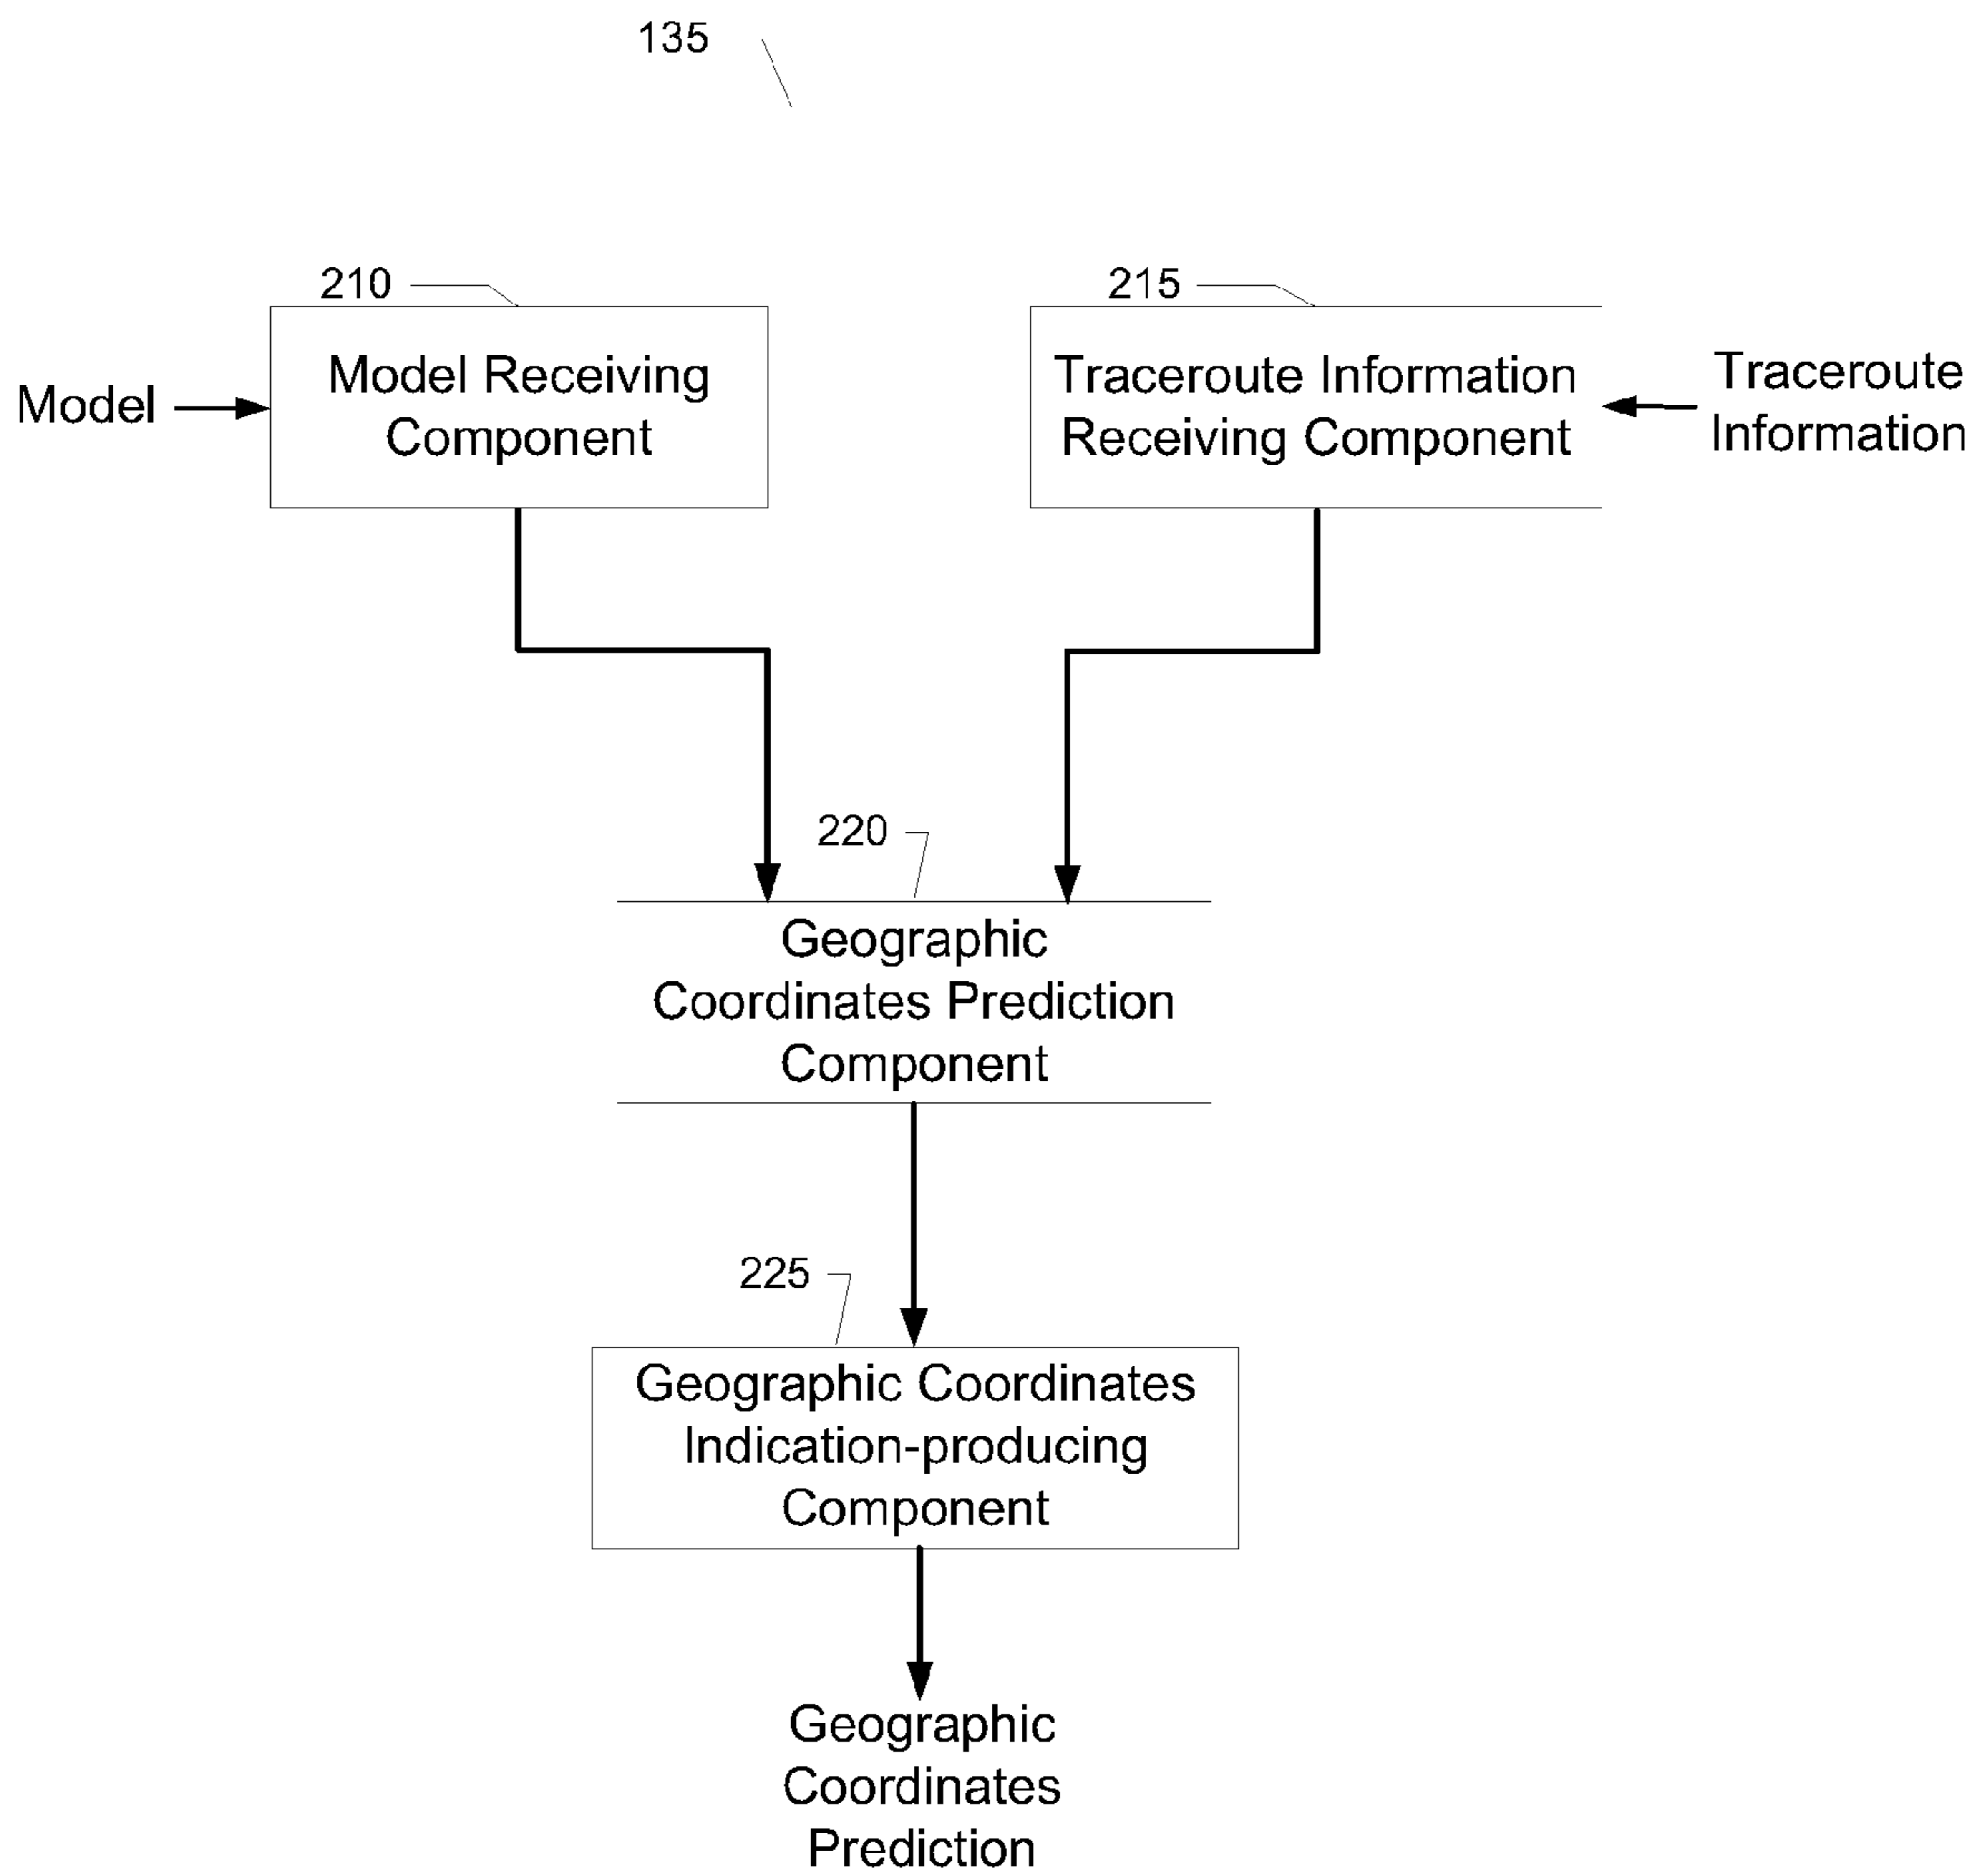 135
210
215
Model
Model Receiving
Component
Traceroute Information
Receiving Component
Traceroute
Information
220
Geographic
Coordinates Prediction
Component
225
Geographic Coordinates
Indication-producing
Component
Geographic
Coordinates
Prediction